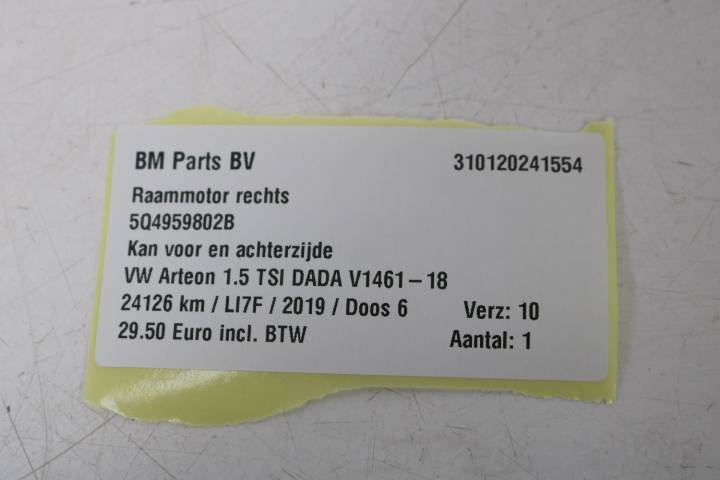 BM Parts BV 310120241554
Raammotor rechts
5Q4959802B
Kan voor en achterzijde
VW Arteon 1.5 TSI DADA V1461-18
24126 km / LI7F / 2019 / Doos 6 Verz: 10
29.50 Euro incl. BTW Aantal: 1